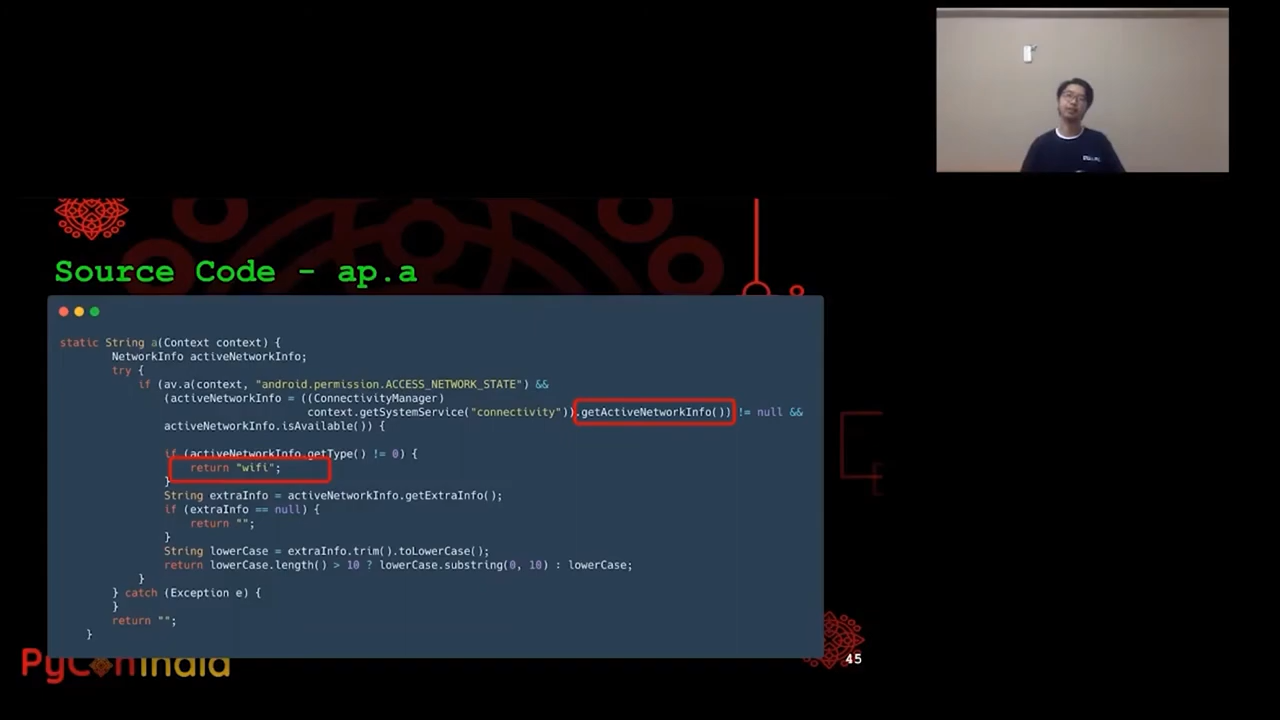 Source Code - ap.a
static String a(Context context) {
NetworkInfo activeNetworkInfo;
try {
if (av.a(context, "android.permission.ACCESS_NETWORK_STATE") &&
(activeNetworkInfo = ((ConnectivityManager)
context.getSystemService("connectivity")).getActiveNetworkInfo()) != null &&
activeNetworkInfo.isAvailable()) {
if (activeNetworkInfo.getType() != 0) {
return "wifi";
}
String extraInfo = activeNetworkInfo.getExtraInfo();
if (extraInfo == null) {
return "";
}
String lowerCase = extraInfo.trim().toLowerCase();
return lowerCase.length() > 10 ? lowerCase.substring(0, 10) : lowerCase;
}
} catch (Exception e) {
}
return "";
}
PyConIndia
45